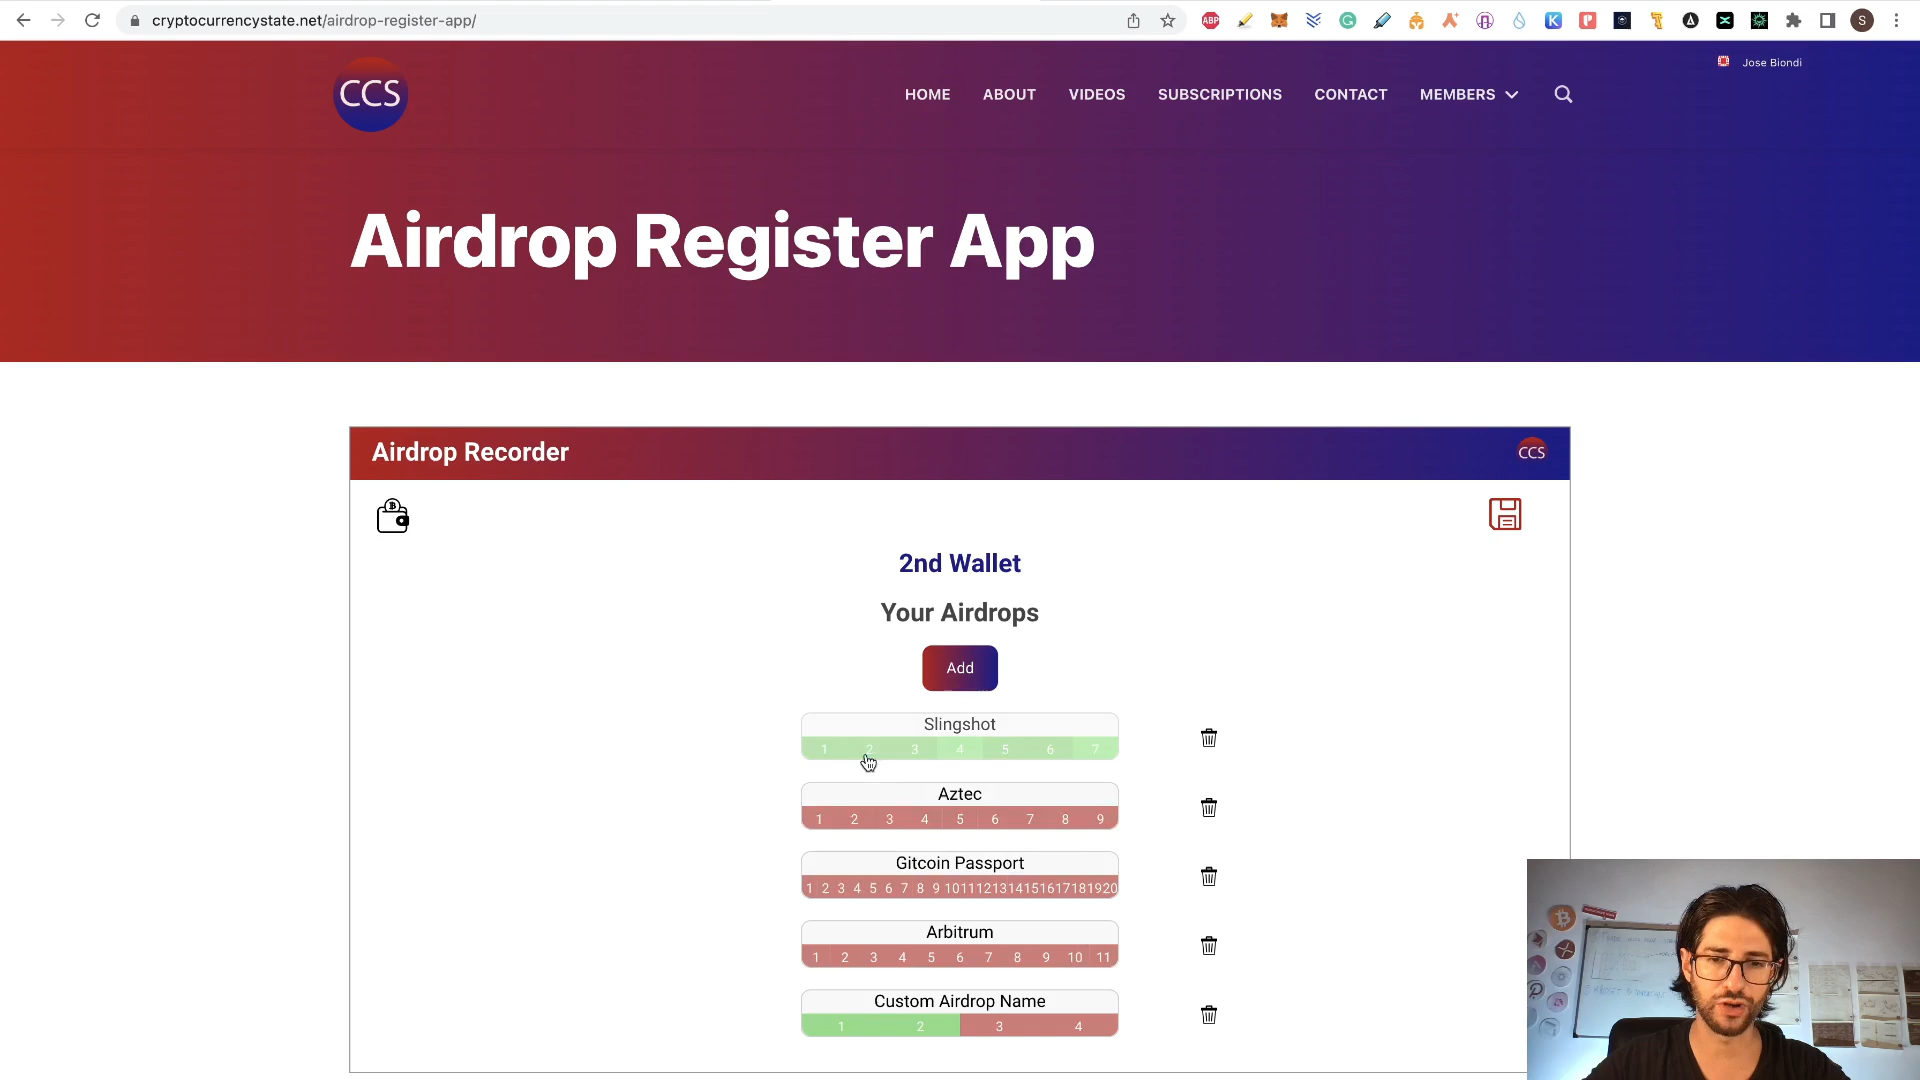 cryptocurrencystate.net/airdrop-register-app/
ABP
S
Jose Biondi
CCS
HOME
ABOUT
VIDEOS
SUBSCRIPTIONS
CONTACT
MEMBERS
Airdrop Register App
Airdrop Recorder
CCS
2nd Wallet
Your Airdrops
Add
Slingshot
1 2 3 4 5 6 7
Aztec
1 2 3 4 5 6 7 8 9
Gitcoin Passport
1 2 3 4 5 6 7 8 9 10 11 12 13 14 15 16 17 18 19 20
Arbitrum
1 2 3 4 5 6 7 8 9 10 11
Custom Airdrop Name
1 2 3 4